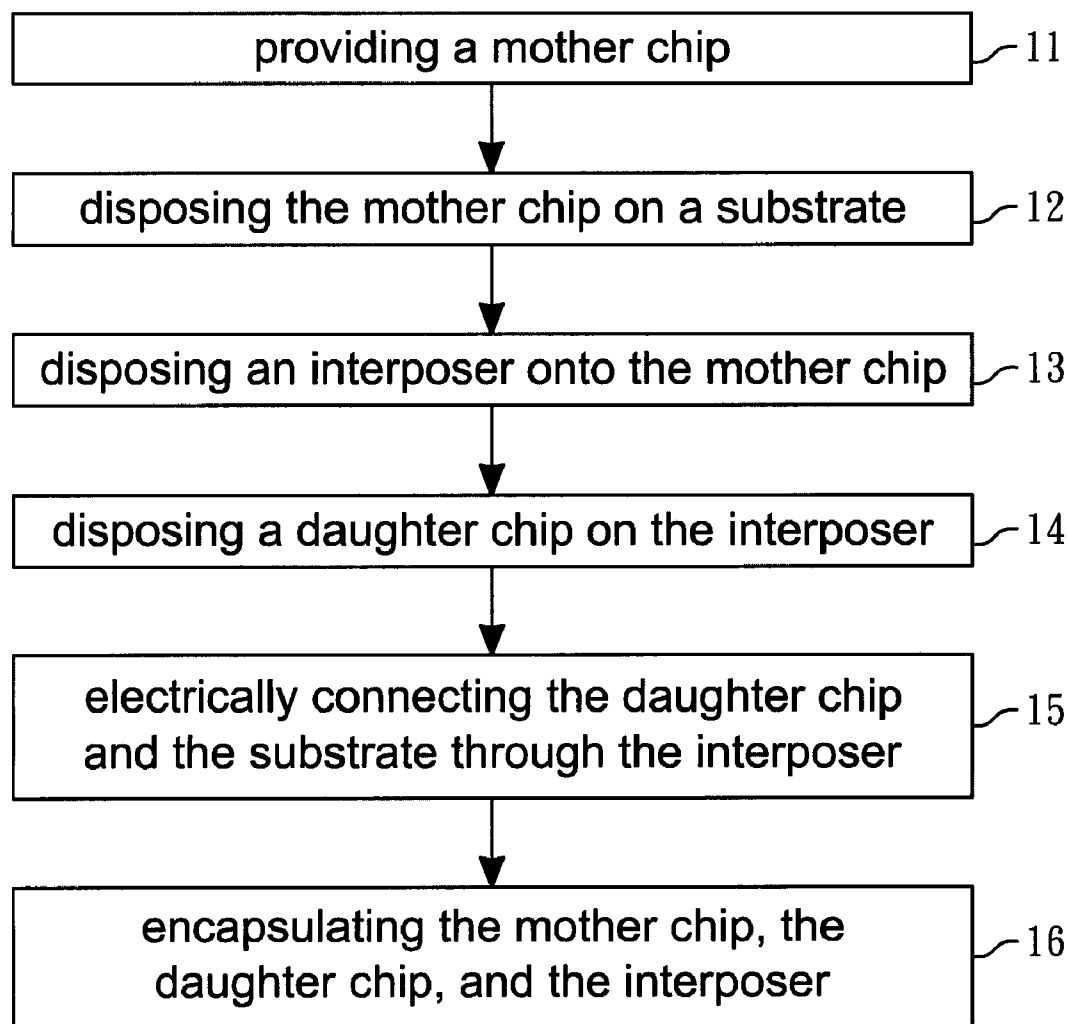 providing a mother chip 11
disposing the mother chip on a substrate 12
disposing an interposer onto the mother chip 13
disposing a daughter chip on the interposer 14
electrically connecting the daughter chip
and the substrate through the interposer 15
encapsulating the mother chip, the
daughter chip, and the interposer 16